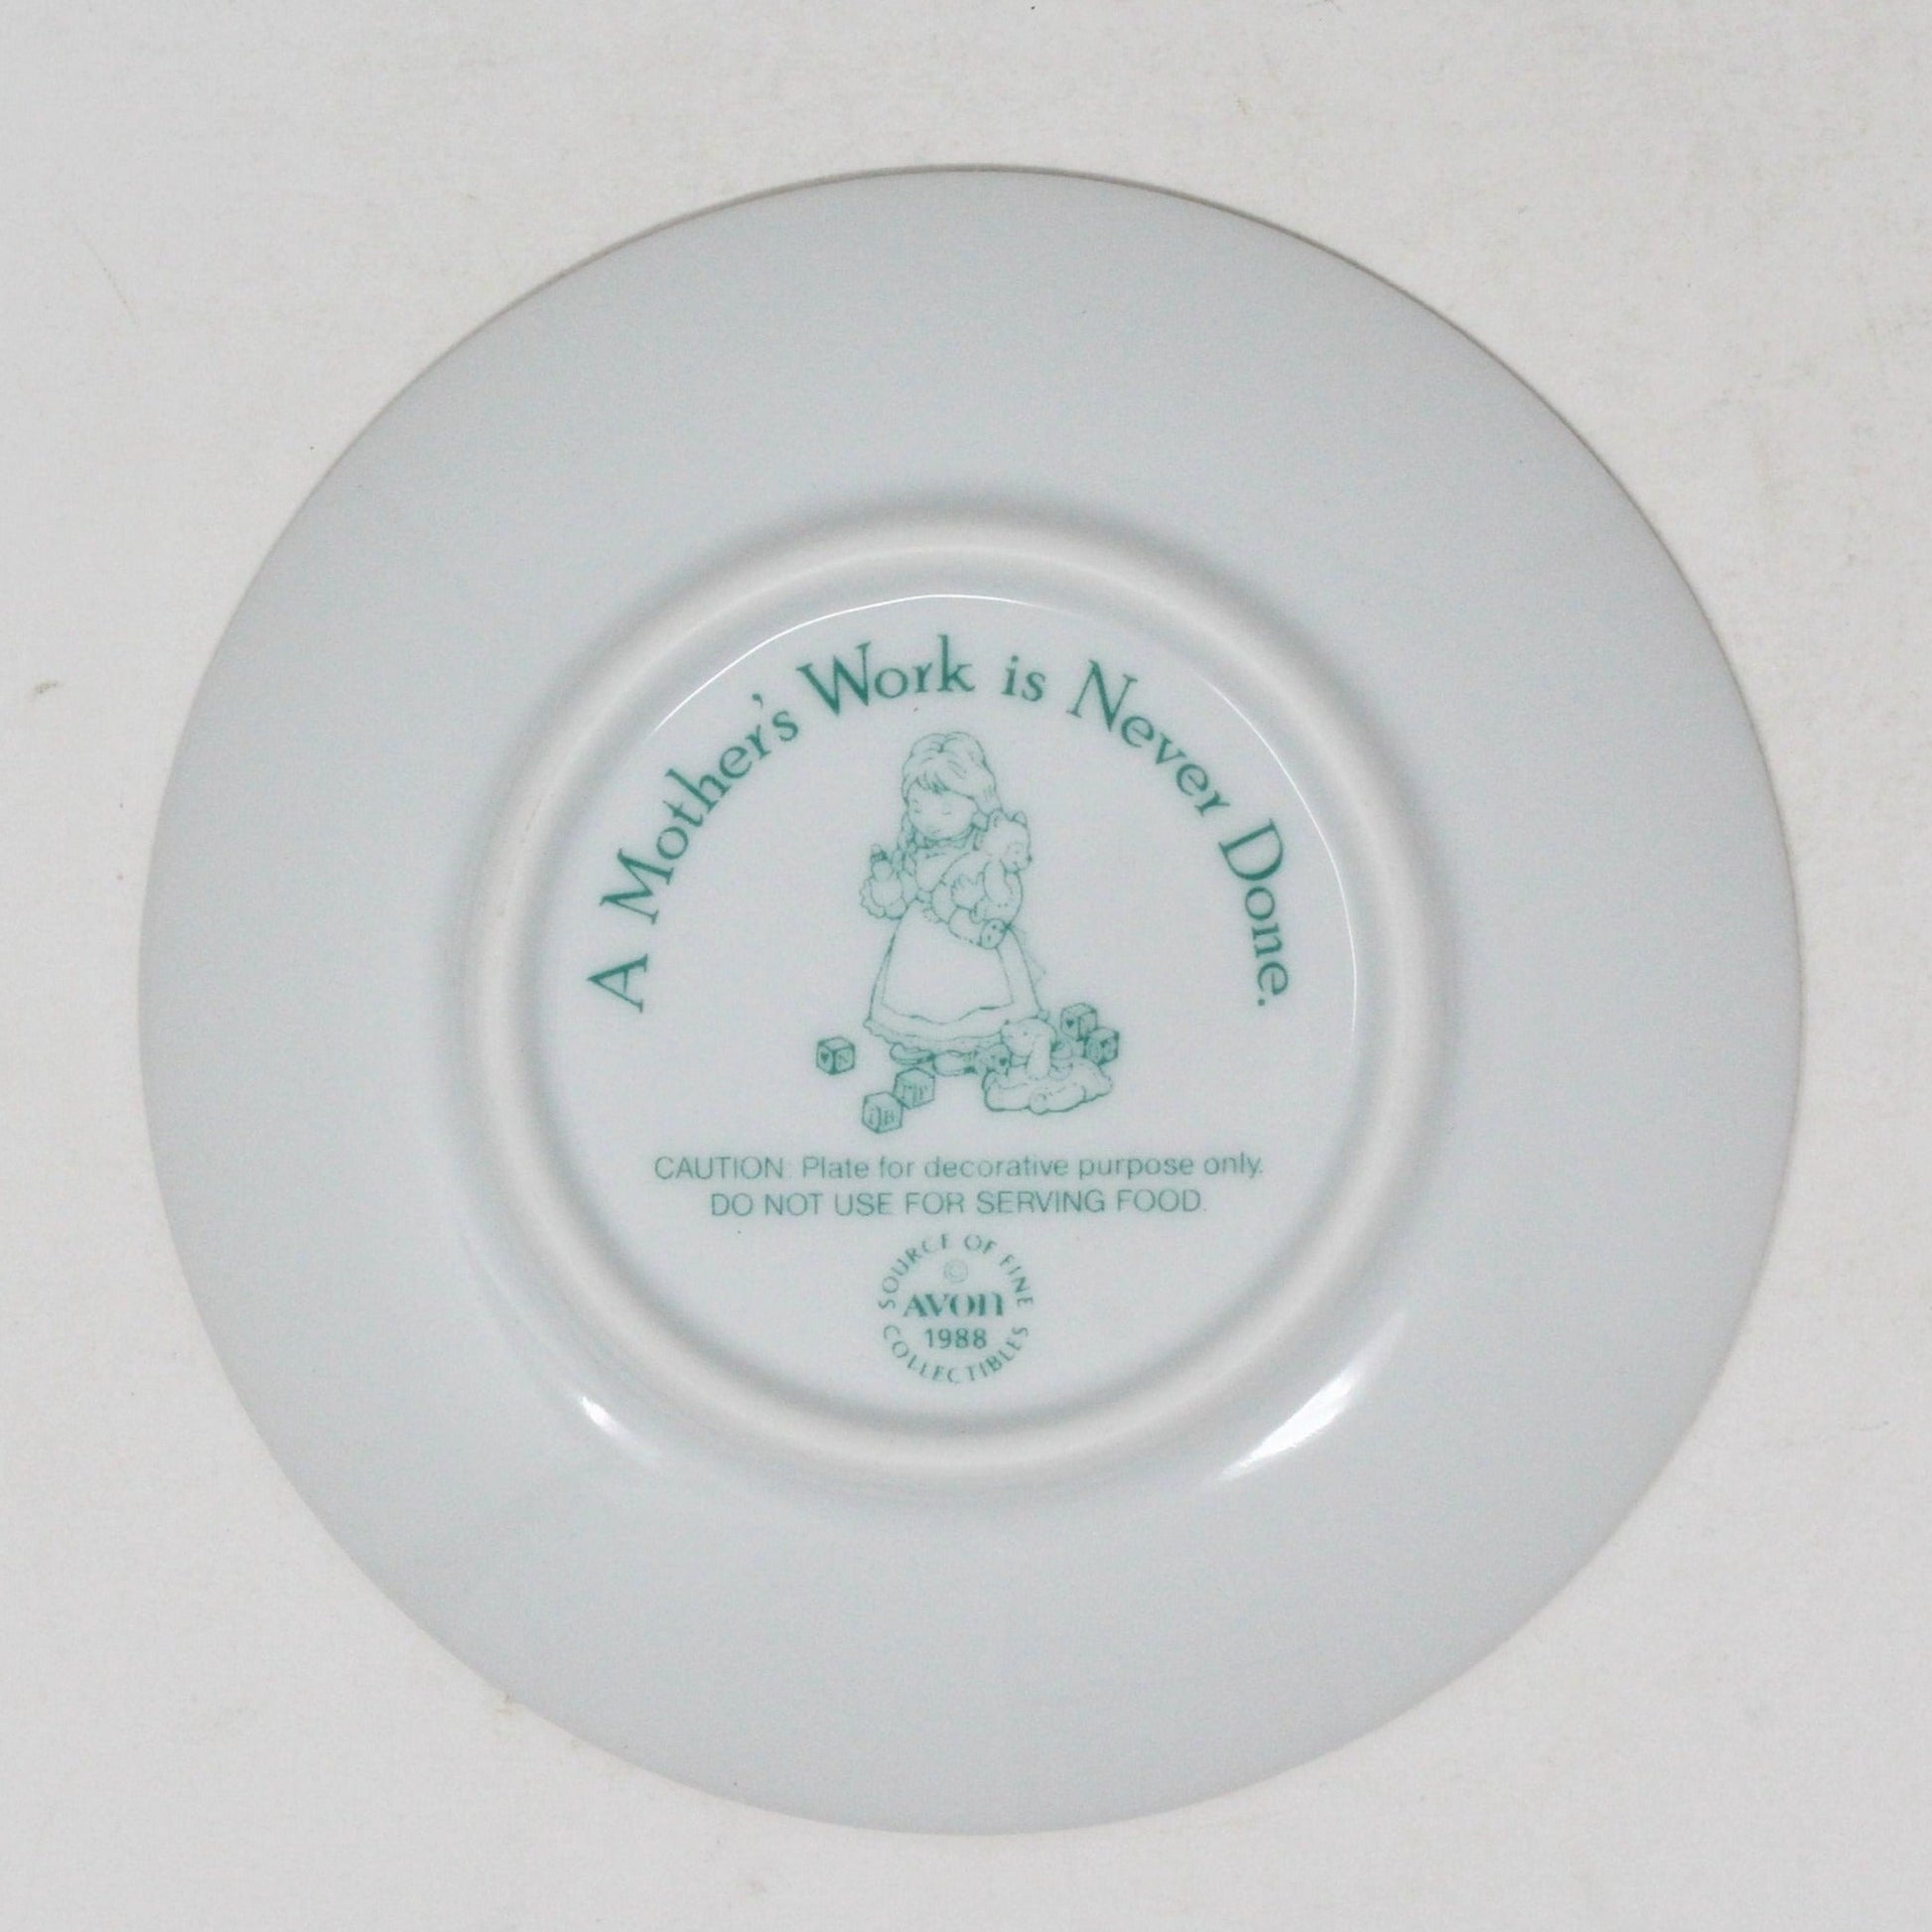 A Mother's Work is Never Done.
CAUTION: Plate for decorative purpose only.
DO NOT USE FOR SERVING FOOD.
SOURCE OF FINE
©
AVON
1988
COLLECTIBLES